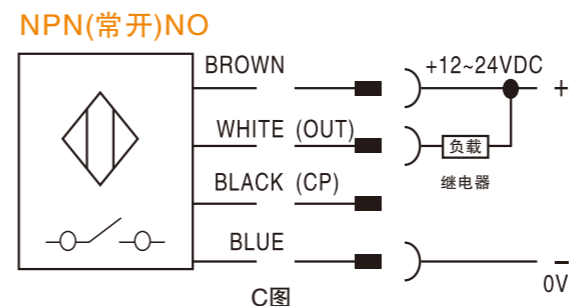 NPN(常开)NO
BROWN
+12~24VDC
+
WHITE (OUT)
负载
BLACK (CP)
继电器
BLUE
−
0V
C图